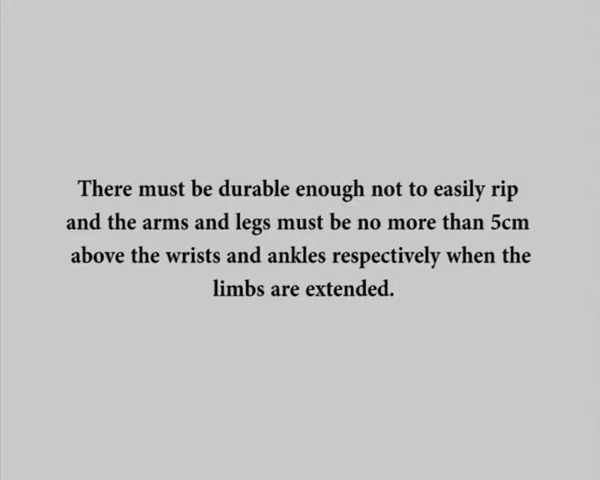 There must be durable enough not to easily rip
and the arms and legs must be no more than 5cm
above the wrists and ankles respectively when the
limbs are extended.